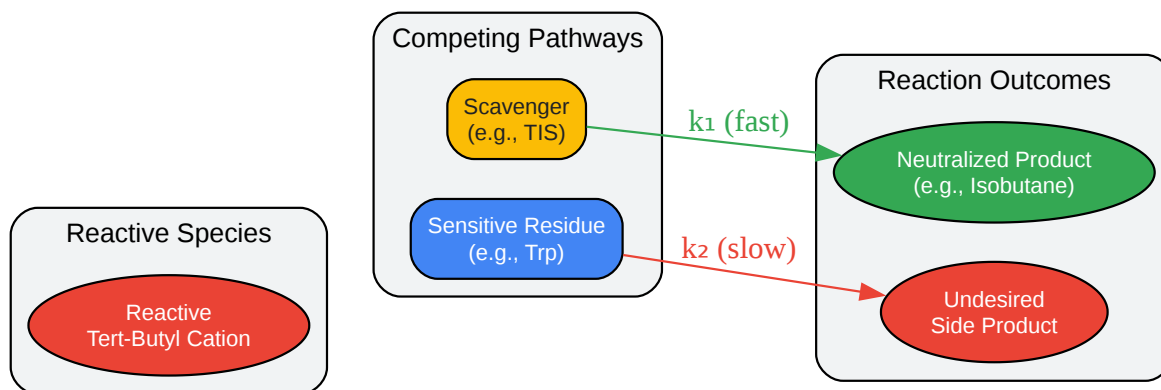 Reactive Species
Reactive
Tert-Butyl Cation
Competing Pathways
Scavenger
(e.g., TIS)
Sensitive Residue
(e.g., Trp)
k₁ (fast)
k₂ (slow)
Reaction Outcomes
Neutralized Product
(e.g., Isobutane)
Undesired
Side Product